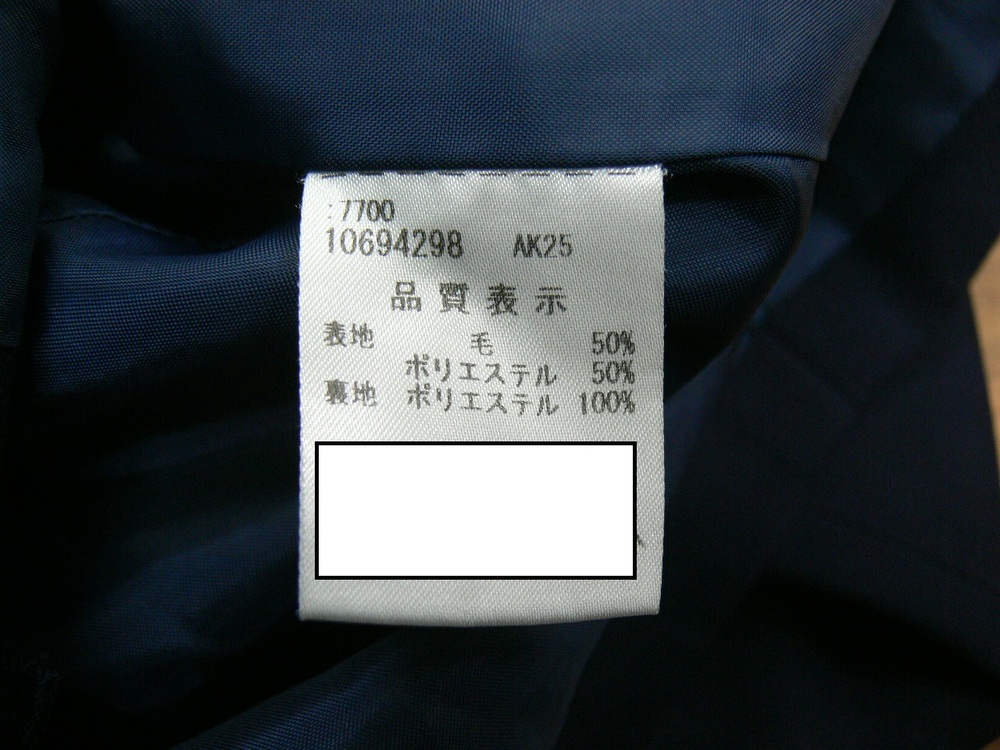 :7700
10694298 AK25
品質表示
表地 毛 50%
ポリエステル 50%
裏地 ポリエステル 100%